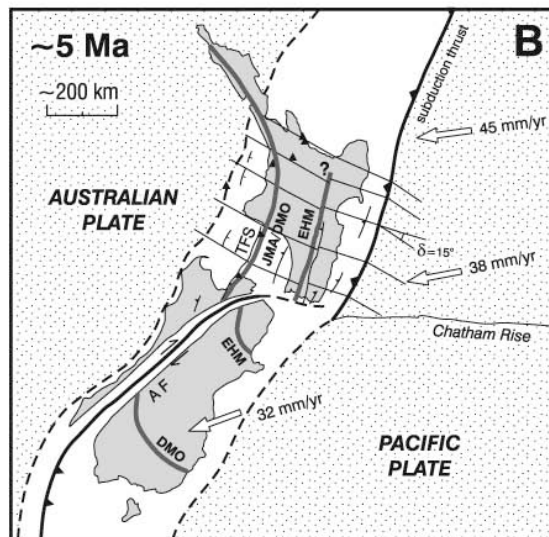 ~5 Ma
B
~200 km
subduction thrust
45 mm/yr
?
AUSTRALIAN
PLATE
TFS
JMA/DMO
EHM
δ=15°
38 mm/yr
Chatham Rise
EHM
A F
32 mm/yr
DMO
PACIFIC
PLATE